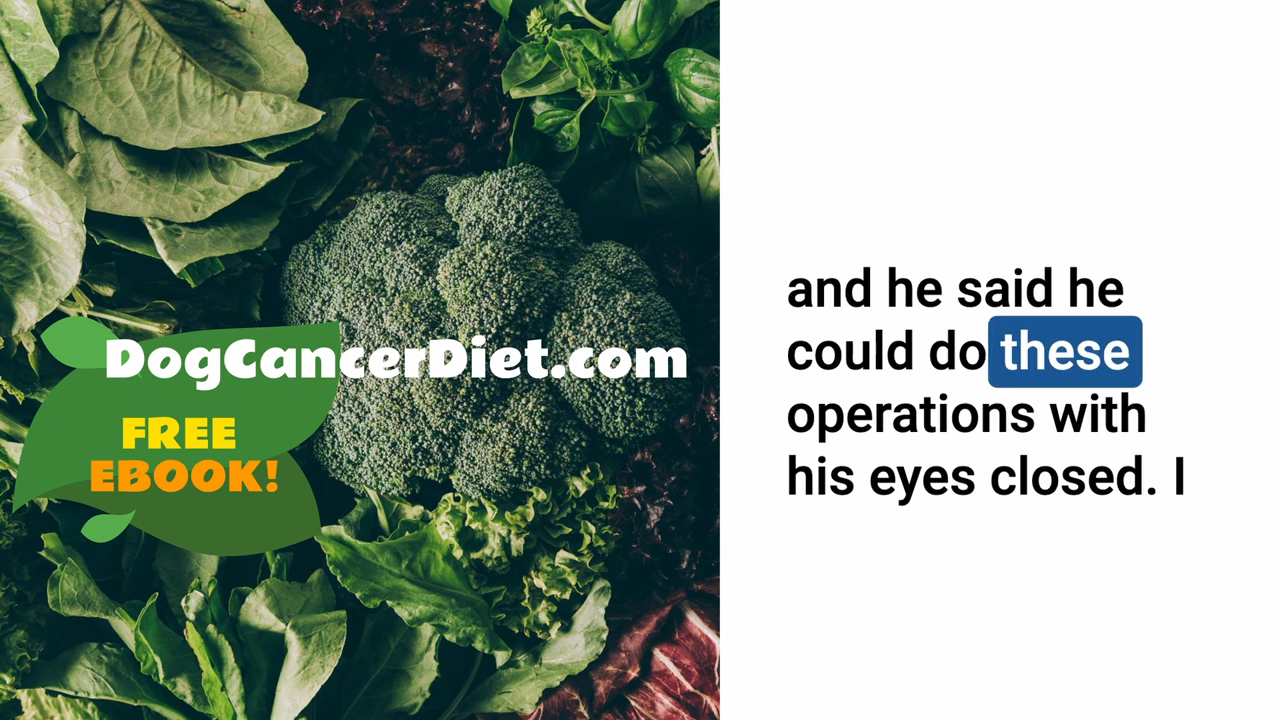 DogCancerDiet.com
FREE
EBOOK!
and he said he
could do these
operations with
his eyes closed. I